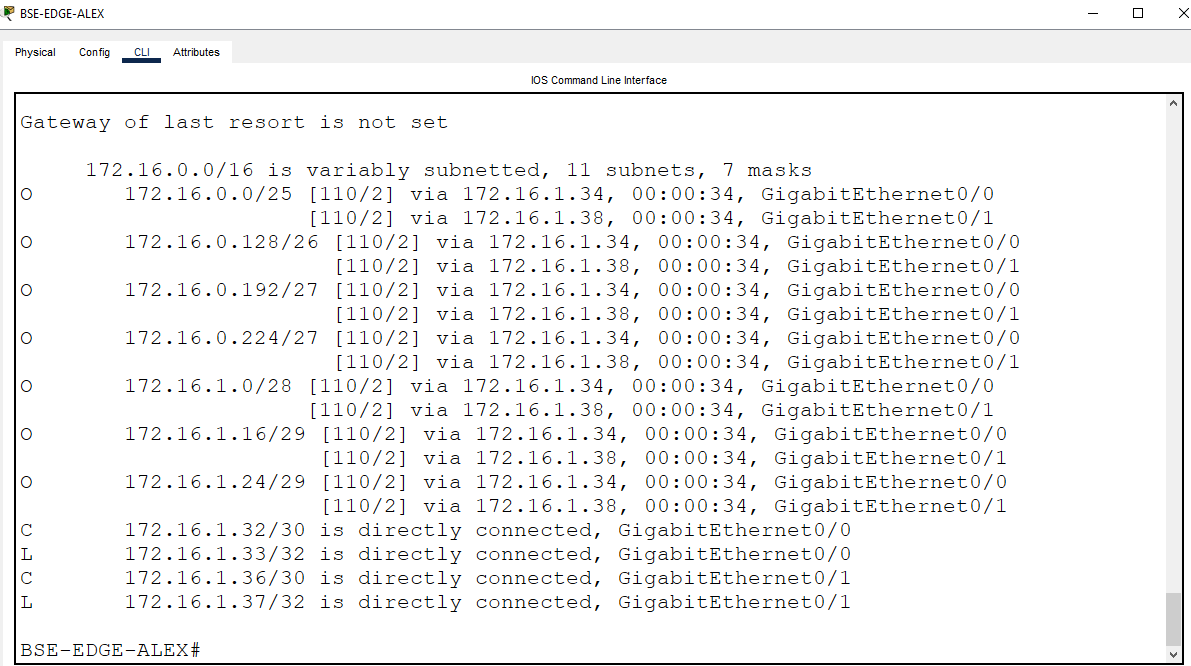 BSE-EDGE-ALEX
Physical Config CLI Attributes
IOS Command Line Interface
Gateway of last resort is not set
172.16.0.0/16 is variably subnetted, 11 subnets, 7 masks
O 172.16.0.0/25 [110/2] via 172.16.1.34, 00:00:34, GigabitEthernet0/0
[110/2] via 172.16.1.38, 00:00:34, GigabitEthernet0/1
O 172.16.0.128/26 [110/2] via 172.16.1.34, 00:00:34, GigabitEthernet0/0
[110/2] via 172.16.1.38, 00:00:34, GigabitEthernet0/1
O 172.16.0.192/27 [110/2] via 172.16.1.34, 00:00:34, GigabitEthernet0/0
[110/2] via 172.16.1.38, 00:00:34, GigabitEthernet0/1
O 172.16.0.224/27 [110/2] via 172.16.1.34, 00:00:34, GigabitEthernet0/0
[110/2] via 172.16.1.38, 00:00:34, GigabitEthernet0/1
O 172.16.1.0/28 [110/2] via 172.16.1.34, 00:00:34, GigabitEthernet0/0
[110/2] via 172.16.1.38, 00:00:34, GigabitEthernet0/1
O 172.16.1.16/29 [110/2] via 172.16.1.34, 00:00:34, GigabitEthernet0/0
[110/2] via 172.16.1.38, 00:00:34, GigabitEthernet0/1
O 172.16.1.24/29 [110/2] via 172.16.1.34, 00:00:34, GigabitEthernet0/0
[110/2] via 172.16.1.38, 00:00:34, GigabitEthernet0/1
C 172.16.1.32/30 is directly connected, GigabitEthernet0/0
L 172.16.1.33/32 is directly connected, GigabitEthernet0/0
C 172.16.1.36/30 is directly connected, GigabitEthernet0/1
L 172.16.1.37/32 is directly connected, GigabitEthernet0/1
BSE-EDGE-ALEX#